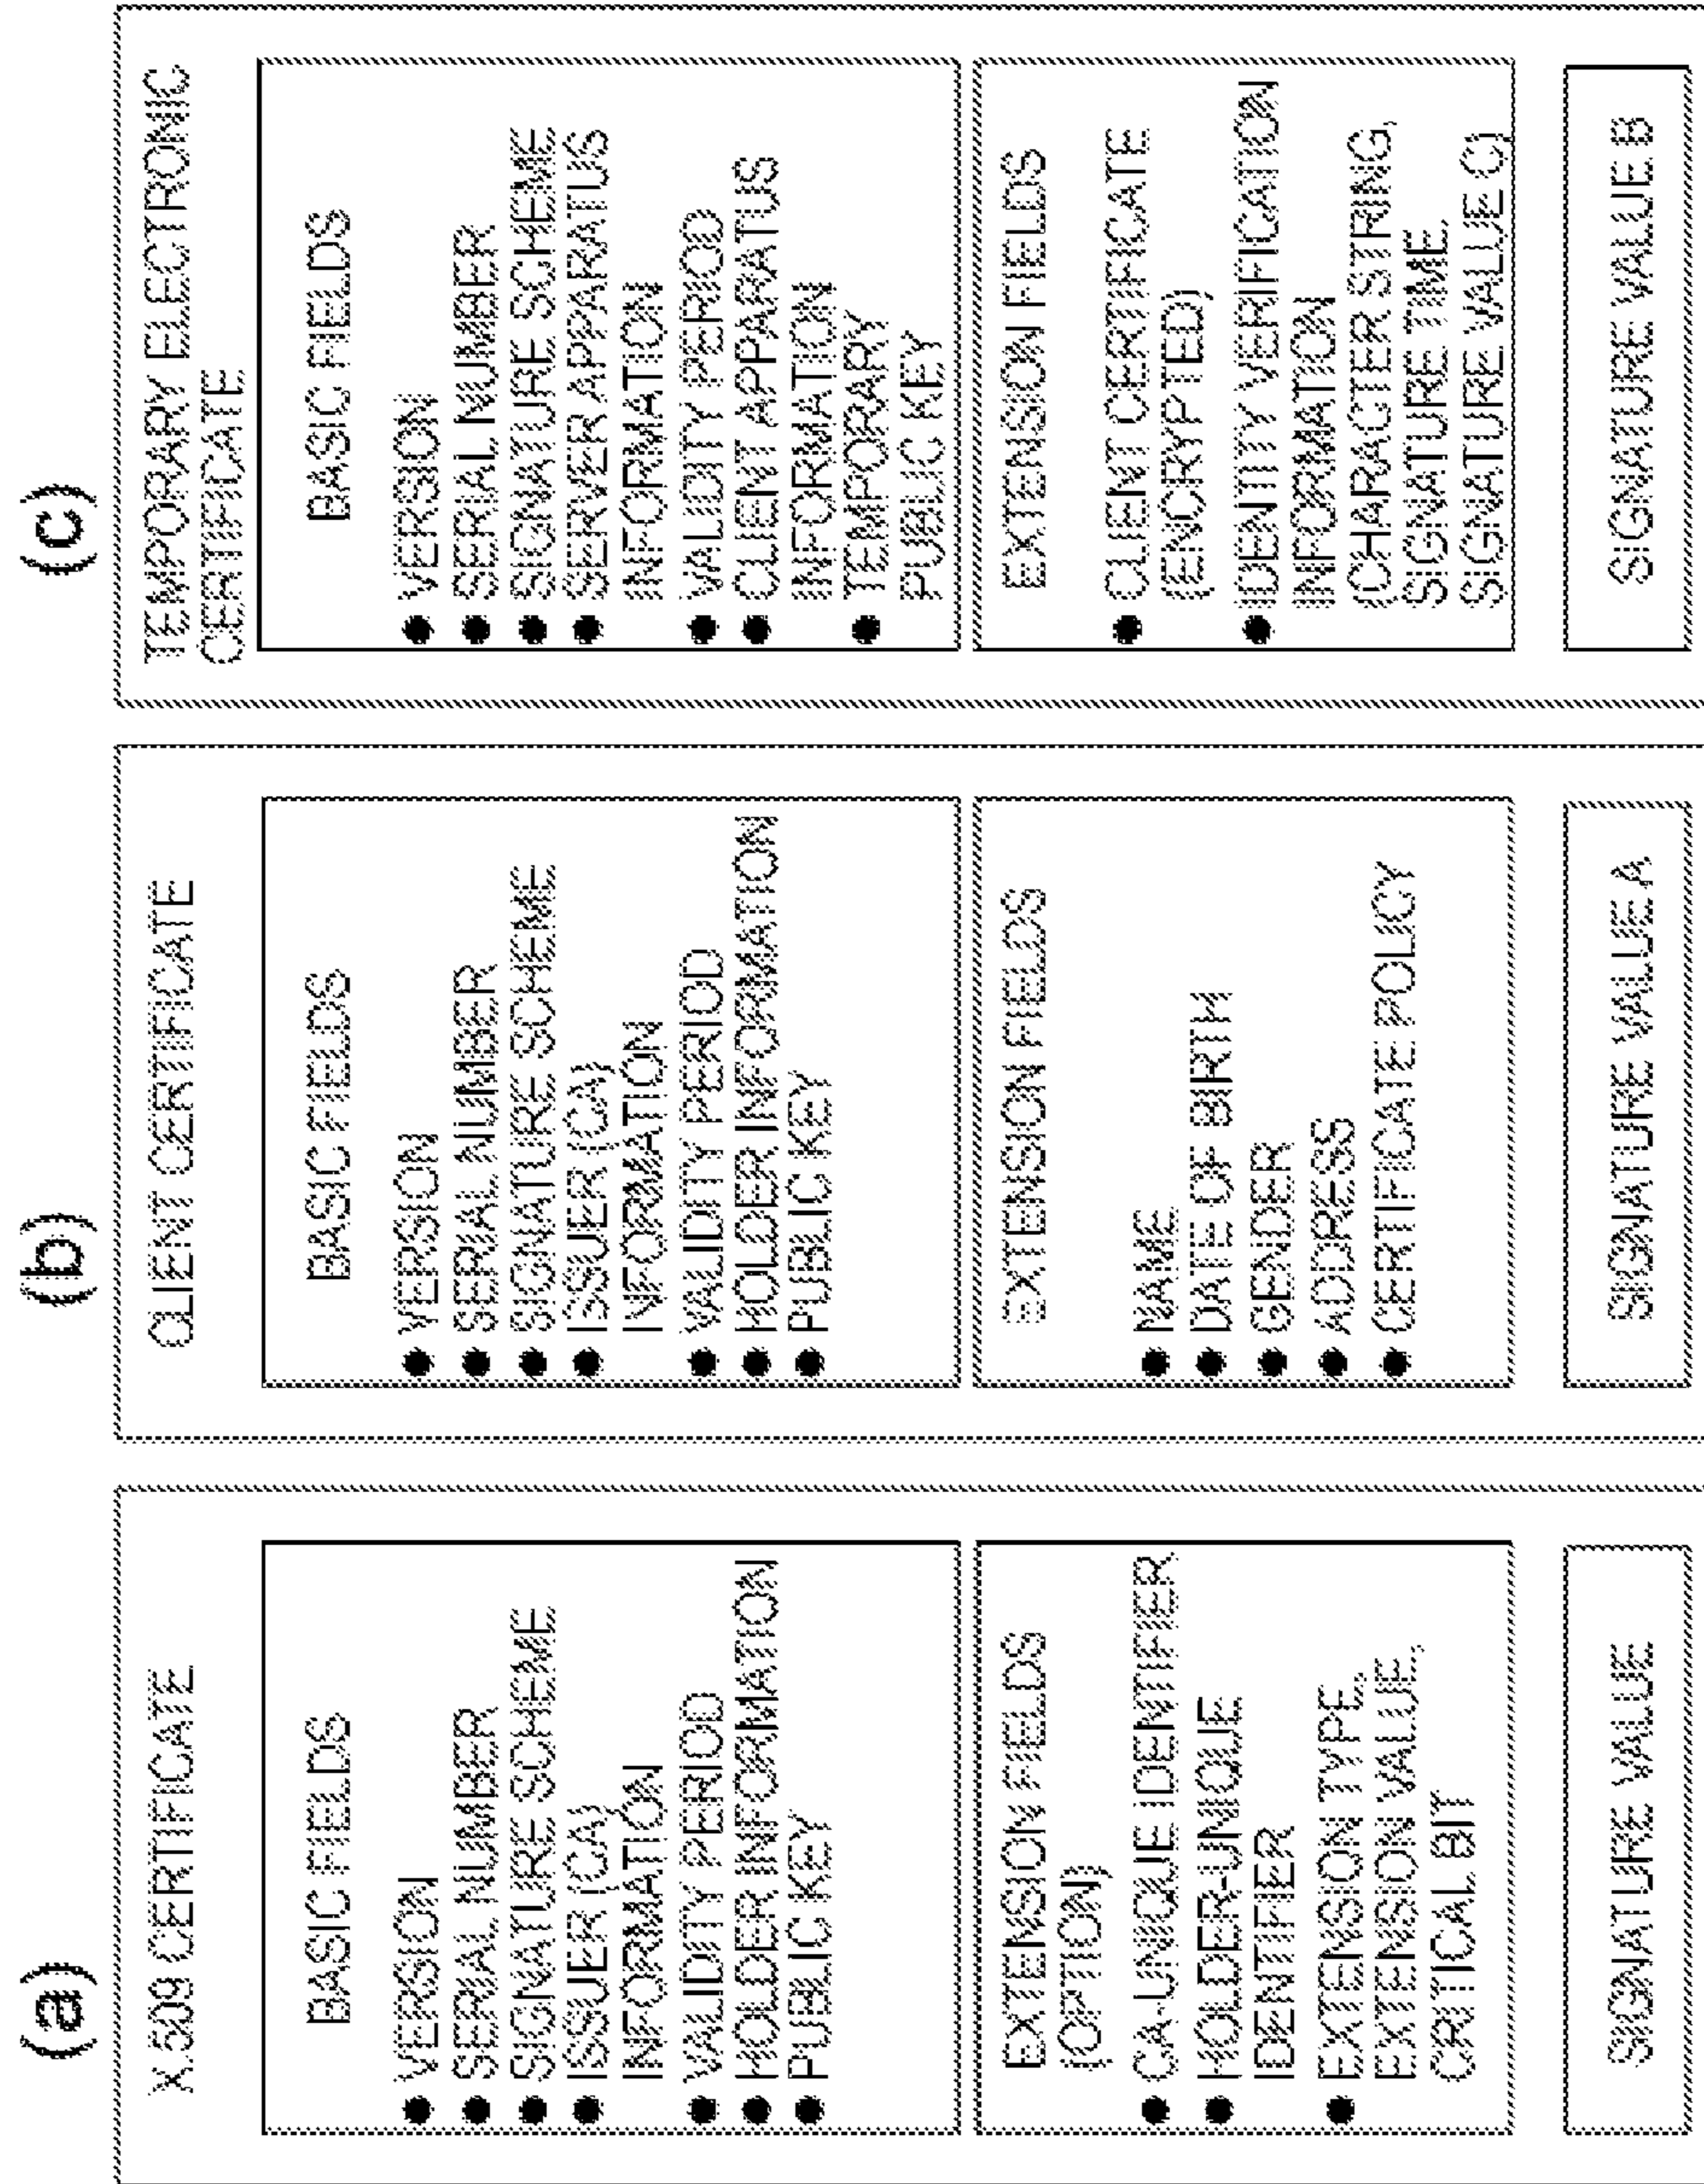 (a)
X.509 CERTIFICATE
BASIC FIELDS
● VERSION
● SERIAL NUMBER
● SIGNATURE SCHEME
● ISSUER (CA)
INFORMATION
● VALIDITY PERIOD
● HOLDER INFORMATION
● PUBLIC KEY
EXTENSION FIELDS
(OPTION)
● CA-UNIQUE IDENTIFIER
● HOLDER-UNIQUE
IDENTIFIER
● EXTENSION TYPE,
EXTENSION VALUE,
CRITICAL BIT
SIGNATURE VALUE
(b)
CLIENT CERTIFICATE
BASIC FIELDS
● VERSION
● SERIAL NUMBER
● SIGNATURE SCHEME
● ISSUER (CA)
INFORMATION
● VALIDITY PERIOD
● HOLDER INFORMATION
● PUBLIC KEY
EXTENSION FIELDS
● NAME
● DATE OF BIRTH
● GENDER
● ADDRESS
● CERTIFICATE POLICY
SIGNATURE VALUE A
(c)
TEMPORARY ELECTRONIC
CERTIFICATE
BASIC FIELDS
● VERSION
● SERIAL NUMBER
● SIGNATURE SCHEME
● SERVER APPARATUS
INFORMATION
● VALIDITY PERIOD
● CLIENT APPARATUS
INFORMATION
● TEMPORARY
PUBLIC KEY
EXTENSION FIELDS
● CLIENT CERTIFICATE
(ENCRYPTED)
● IDENTITY VERIFICATION
INFORMATION
(CHARACTER STRING,
SIGNATURE TIME,
SIGNATURE VALUE C)
SIGNATURE VALUE B